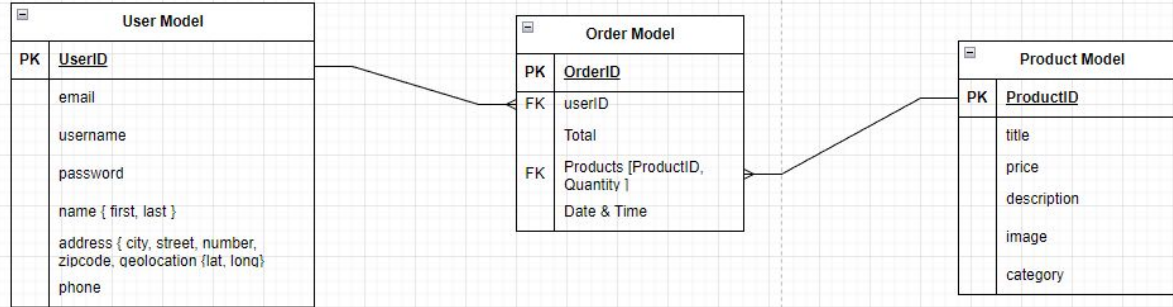 User Model
PK UserID
email
username
password
name { first, last }
address { city, street, number,
zipcode, geolocation {lat, long}
phone
Order Model
PK OrderID
FK userID
Total
FK Products [ProductID,
Quantity ]
Date & Time
Product Model
PK ProductID
title
price
description
image
category